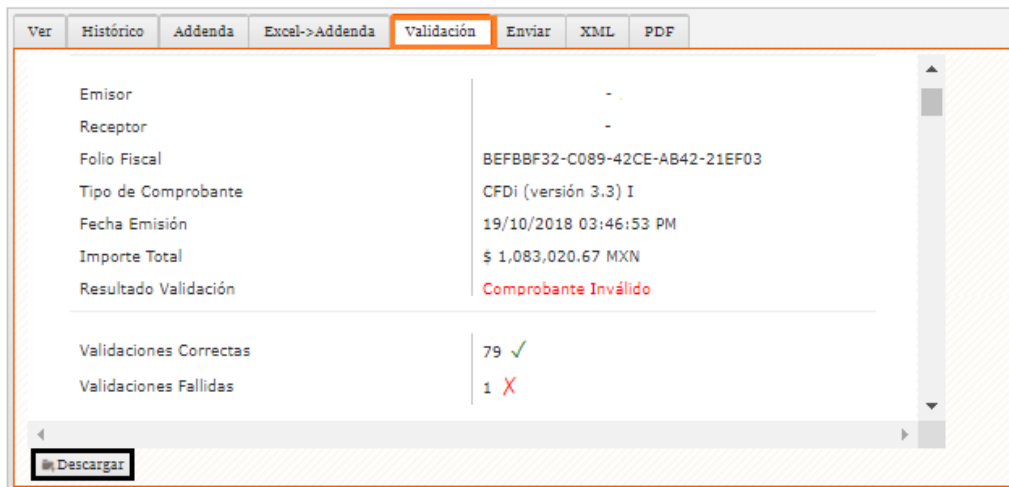 Ver Histórico Addenda Excel->Addenda Validación Enviar XML PDF
Emisor -
Receptor -
Folio Fiscal BEFBBF32-C089-42CE-AB42-21EF03
Tipo de Comprobante CFDi (versión 3.3) I
Fecha Emisión 19/10/2018 03:46:53 PM
Importe Total $ 1,083,020.67 MXN
Resultado Validación Comprobante Inválido
Validaciones Correctas 79 ✓
Validaciones Fallidas 1 ✗
Descargar